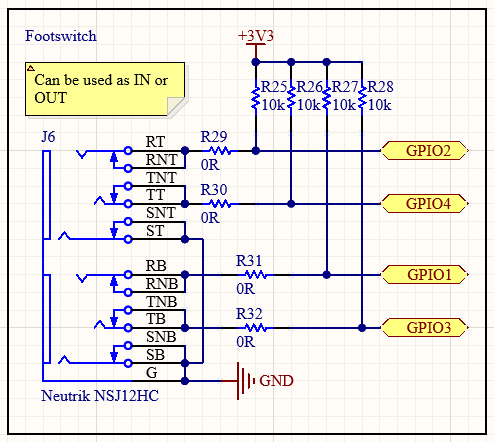 Footswitch
+3V3
Can be used as IN or
OUT
R25 R26 R27 R28
10k 10k 10k 10k
J6
RT
R29
GPIO2
RNT
0R
TNT
TT
R30
GPIO4
SNT
0R
ST
RB
R31
GPIO1
RNB
0R
TNB
TB
R32
GPIO3
SNB
0R
SB
G
GND
Neutrik NSJ12HC